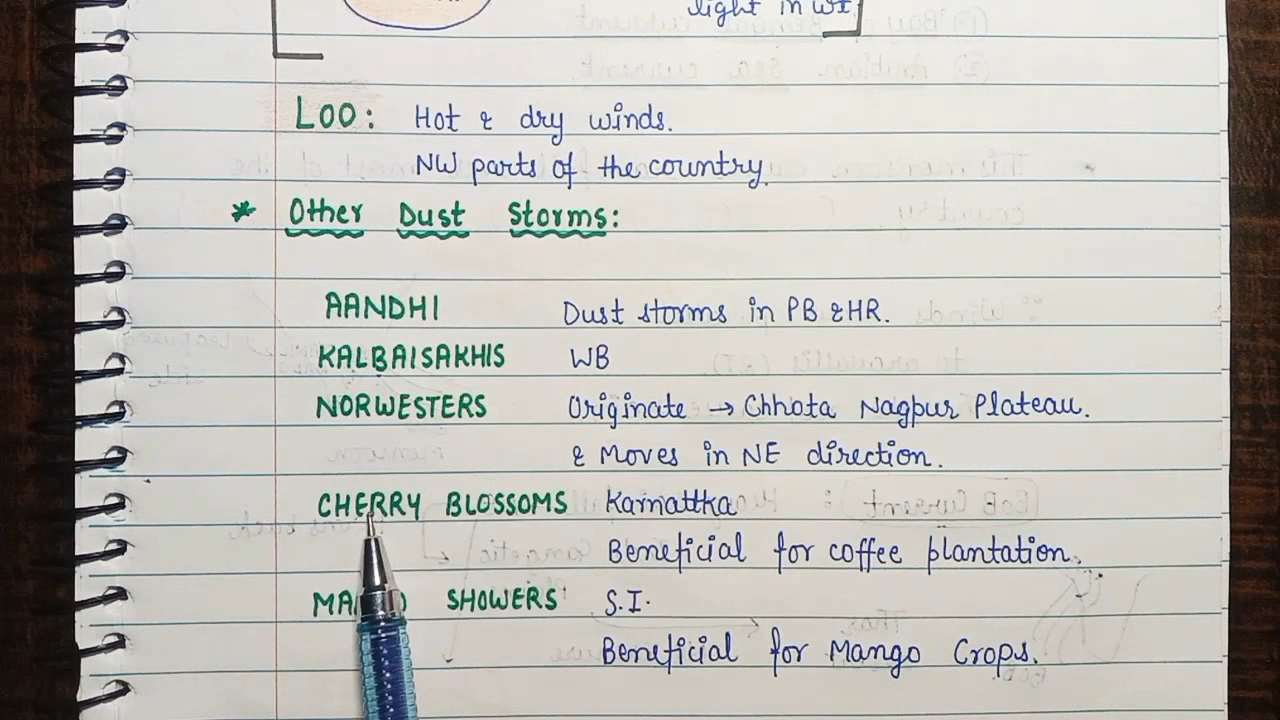 light in WI
LOO: Hot & dry winds.
NW parts of the country.
* Other Dust Storms:
AANDHI Dust storms in PB & HR.
KALBAISAKHIS WB
NORWESTERS Originate → Chhota Nagpur Plateau.
& Moves in NE direction.
CHERRY BLOSSOMS Karnattka
Beneficial for coffee plantation.
SHOWERS S.I.
Beneficial for Mango Crops.